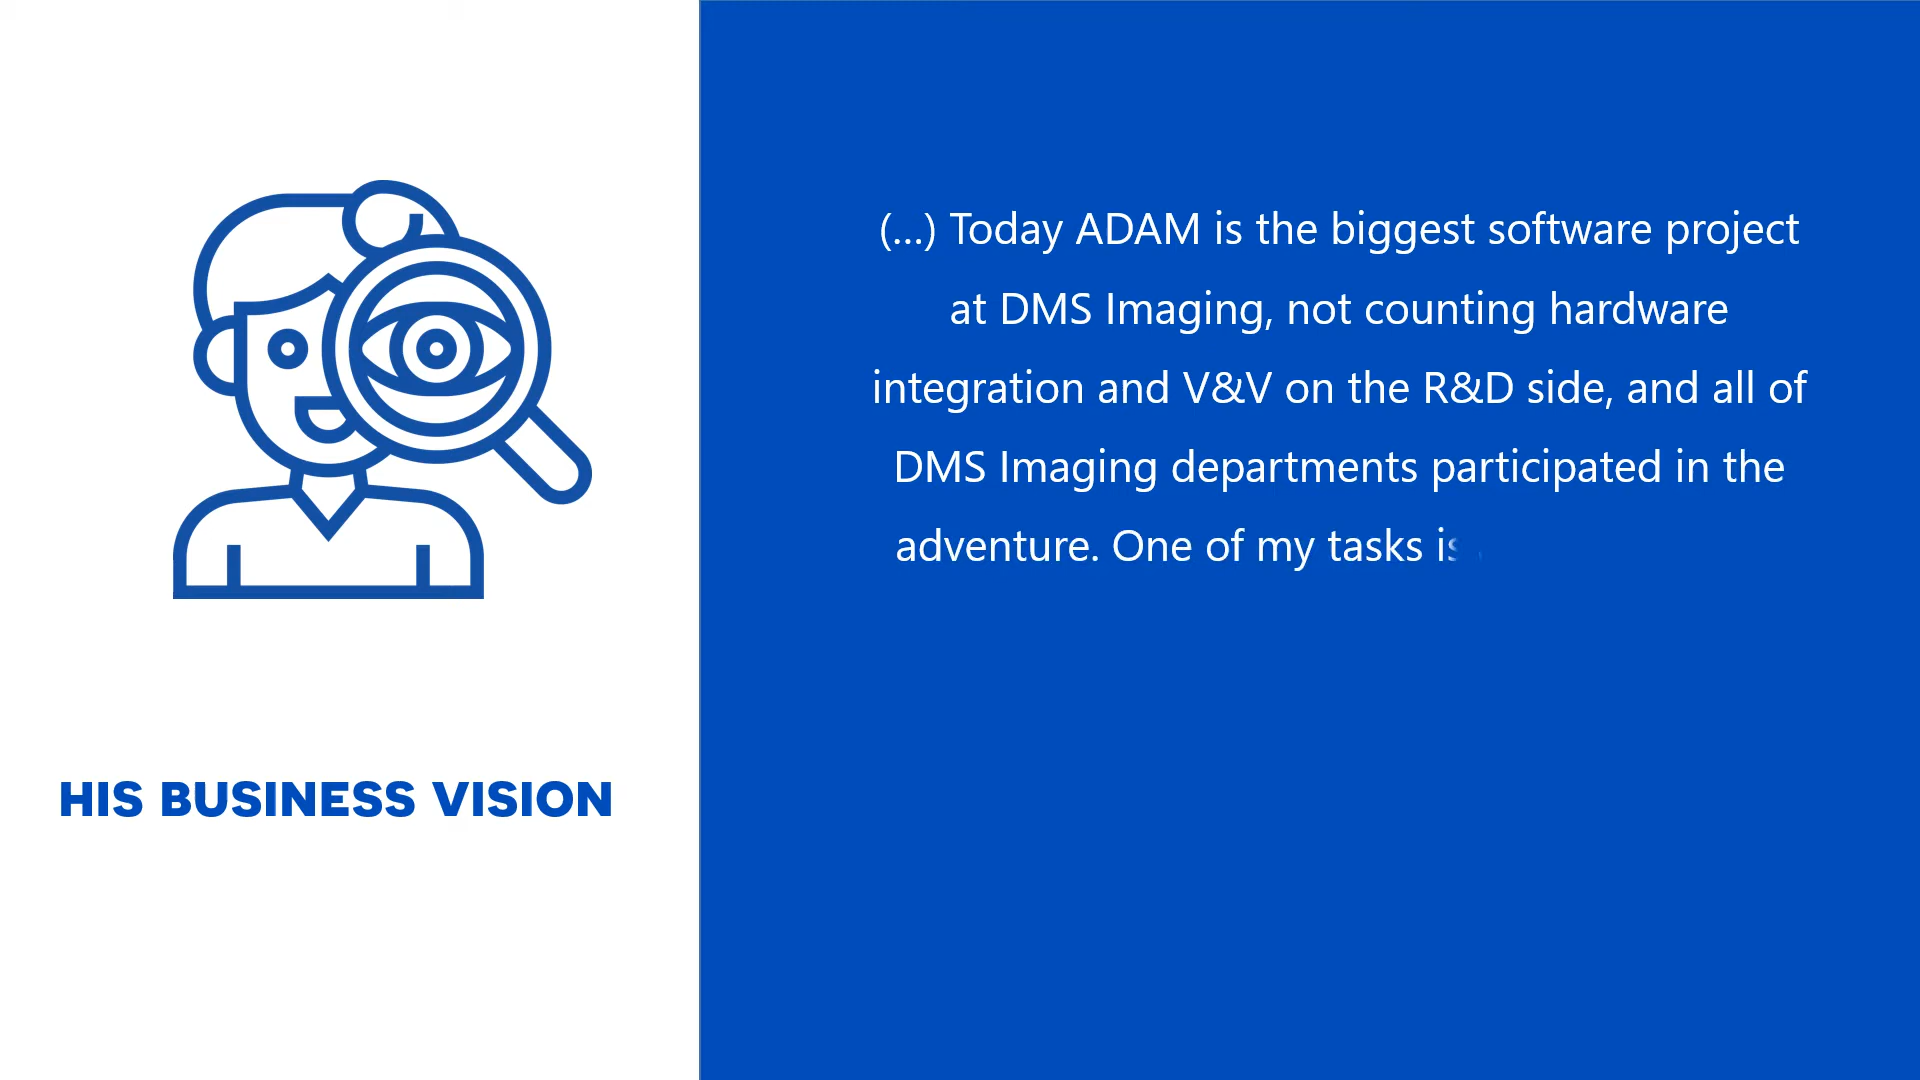 (...) Today ADAM is the biggest software project
at DMS Imaging, not counting hardware
integration and V&V on the R&D side, and all of
DMS Imaging departments participated in the
adventure. One of my tasks is
HIS BUSINESS VISION